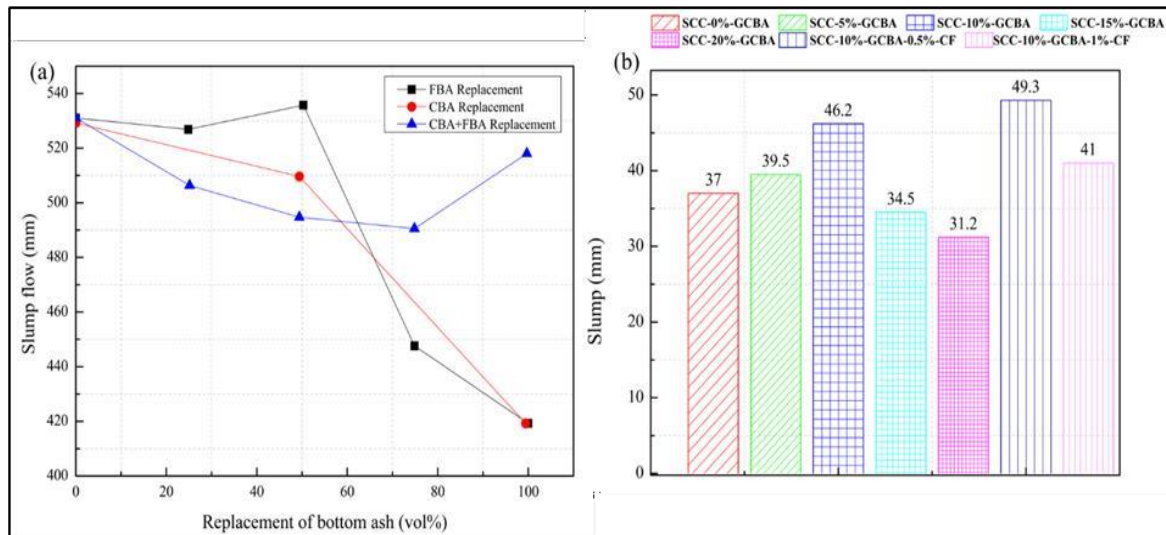 (a)
FBA Replacement
CBA Replacement
CBA+FBA Replacement
540
520
500
480
460
440
420
400
0 20 40 60 80 100
Slump flow (mm)
Replacement of bottom ash (vol%)
SCC-0%-GCBA SCC-5%-GCBA SCC-10%-GCBA SCC-15%-GCBA
SCC-20%-GCBA SCC-10%-GCBA-0.5%-CF SCC-10%-GCBA-1%-CF
(b)
50
40
30
20
10
0
Slump (mm)
37
39.5
46.2
34.5
31.2
49.3
41